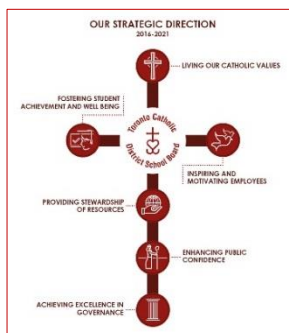 OUR STRATEGIC DIRECTION
2016-2021
LIVING OUR CATHOLIC VALUES
FOSTERING STUDENT
ACHIEVEMENT AND WELL BEING
Toronto Catholic
District School Board
INSPIRING AND
MOTIVATING EMPLOYEES
PROVIDING STEWARDSHIP
OF RESOURCES
ENHANCING PUBLIC
CONFIDENCE
ACHIEVING EXCELLENCE IN
GOVERNANCE